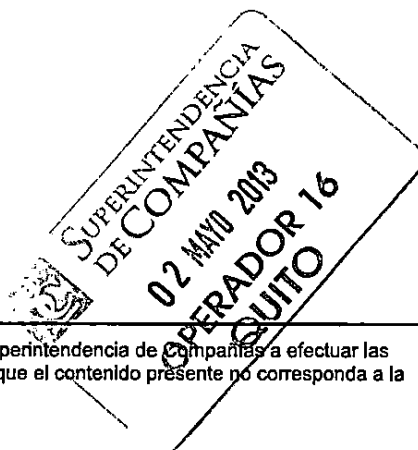 SUPERINTENDENCIA
DE COMPAÑÍAS
02 MAYO 2013
OPERADOR 16
QUITO
perintendencia de Compañías a efectuar las
que el contenido presente no corresponda a la